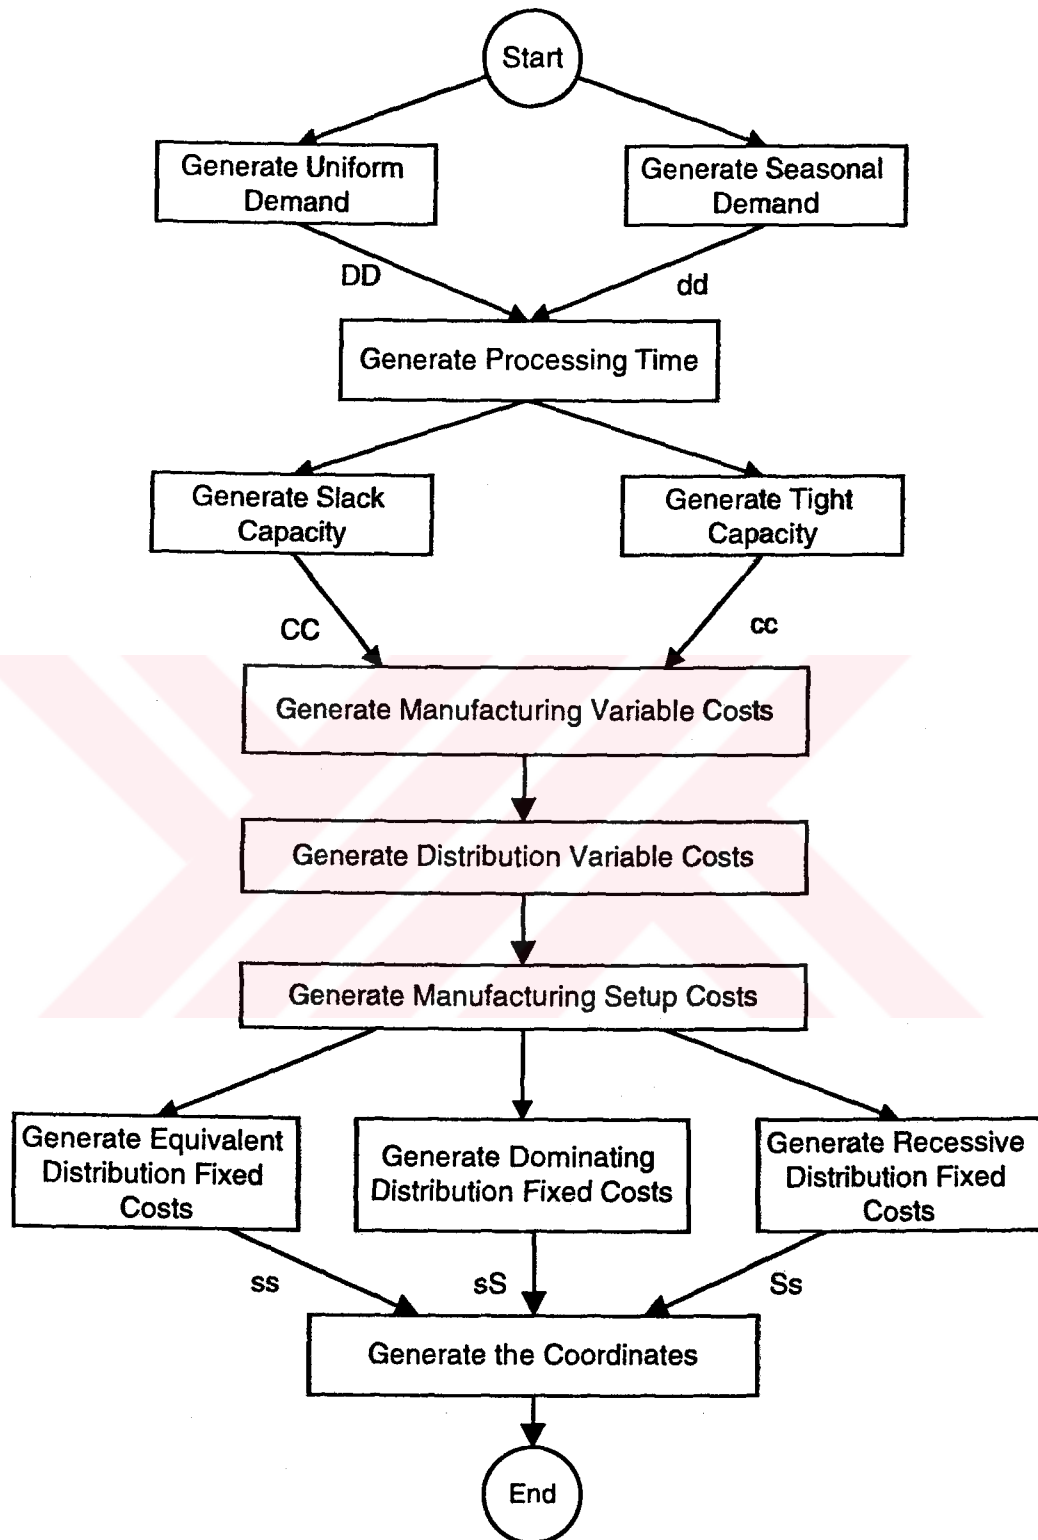 Start
Generate Uniform
Demand
Generate Seasonal
Demand
DD
dd
Generate Processing Time
Generate Slack
Capacity
Generate Tight
Capacity
CC
cc
Generate Manufacturing Variable Costs
Generate Distribution Variable Costs
Generate Manufacturing Setup Costs
Generate Equivalent
Distribution Fixed
Costs
Generate Dominating
Distribution Fixed Costs
Generate Recessive
Distribution Fixed
Costs
ss
sS
Ss
Generate the Coordinates
End